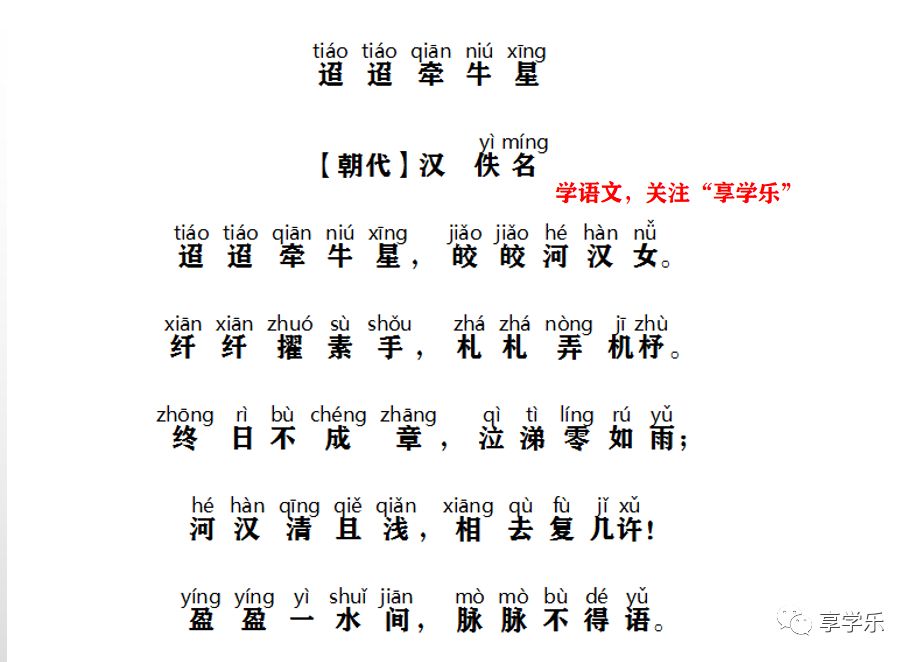 tiáo tiáo qiān niú xīng
迢迢牵牛星
yì míng
【朝代】汉 佚名
学语文，关注“享学乐”
tiáo tiáo qiān niú xīng jiǎo jiǎo hé hàn nǚ
迢迢牵牛星，皎皎河汉女。
xiān xiān zhuó sù shǒu zhá zhá nòng jī zhù
纤纤擢素手，札札弄机杼。
zhōng rì bù chéng zhāng qì tì líng rú yǔ
终日不成章，泣涕零如雨；
hé hàn qīng qiě qiǎn xiāng qù fù jǐ xǔ
河汉清且浅，相去复几许！
yíng yíng yì shuǐ jiān mò mò bù dé yǔ
盈盈一水间，脉脉不得语。
享学乐